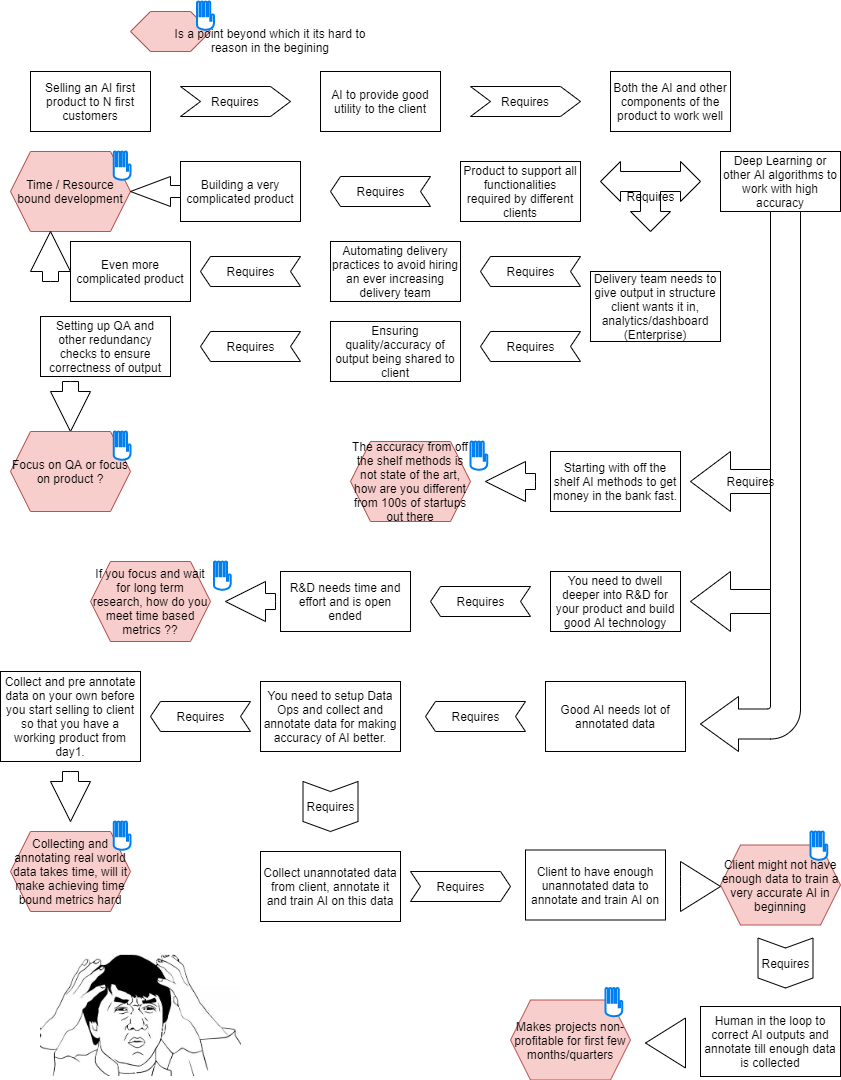 Is a point beyond which it its hard to
reason in the begining
Selling an AI first
product to N first
customers
Requires
AI to provide good
utility to the client
Requires
Both the AI and other
components of the
product to work well
Deep Learning or
other AI algorithms to
work with high
accuracy
Requires
Product to support all
functionalities
required by different
clients
Requires
Building a very
complicated product
Time / Resource
bound development
Delivery team needs to
give output in structure
client wants it in,
analytics/dashboard
(Enterprise)
Requires
Automating delivery
practices to avoid hiring
an ever increasing
delivery team
Requires
Even more
complicated product
Requires
Ensuring
quality/accuracy of
output being shared to
client
Requires
Setting up QA and
other redundancy
checks to ensure
correctness of output
Focus on QA or focus
on product ?
Requires
Starting with off the
shelf AI methods to get
money in the bank fast.
The accuracy from off
the shelf methods is
not state of the art,
how are you different
from 100s of startups
out there
You need to dwell
deeper into R&D for
your product and build
good AI technology
Requires
R&D needs time and
effort and is open
ended
If you focus and wait
for long term
research, how do you
meet time based
metrics ??
Good AI needs lot of
annotated data
Requires
You need to setup Data
Ops and collect and
annotate data for making
accuracy of AI better.
Requires
Collect and pre annotate
data on your own before
you start selling to client
so that you have a
working product from
day1.
Collecting and
annotating real world
data takes time, will it
make achieving time
bound metrics hard
Requires
Collect unannotated data
from client, annotate it
and train AI on this data
Requires
Client to have enough
unannotated data to
annotate and train AI on
Client might not have
enough data to train a
very accurate AI in
beginning
Requires
Human in the loop to
correct AI outputs and
annotate till enough data
is collected
Makes projects non-
profitable for first few
months/quarters